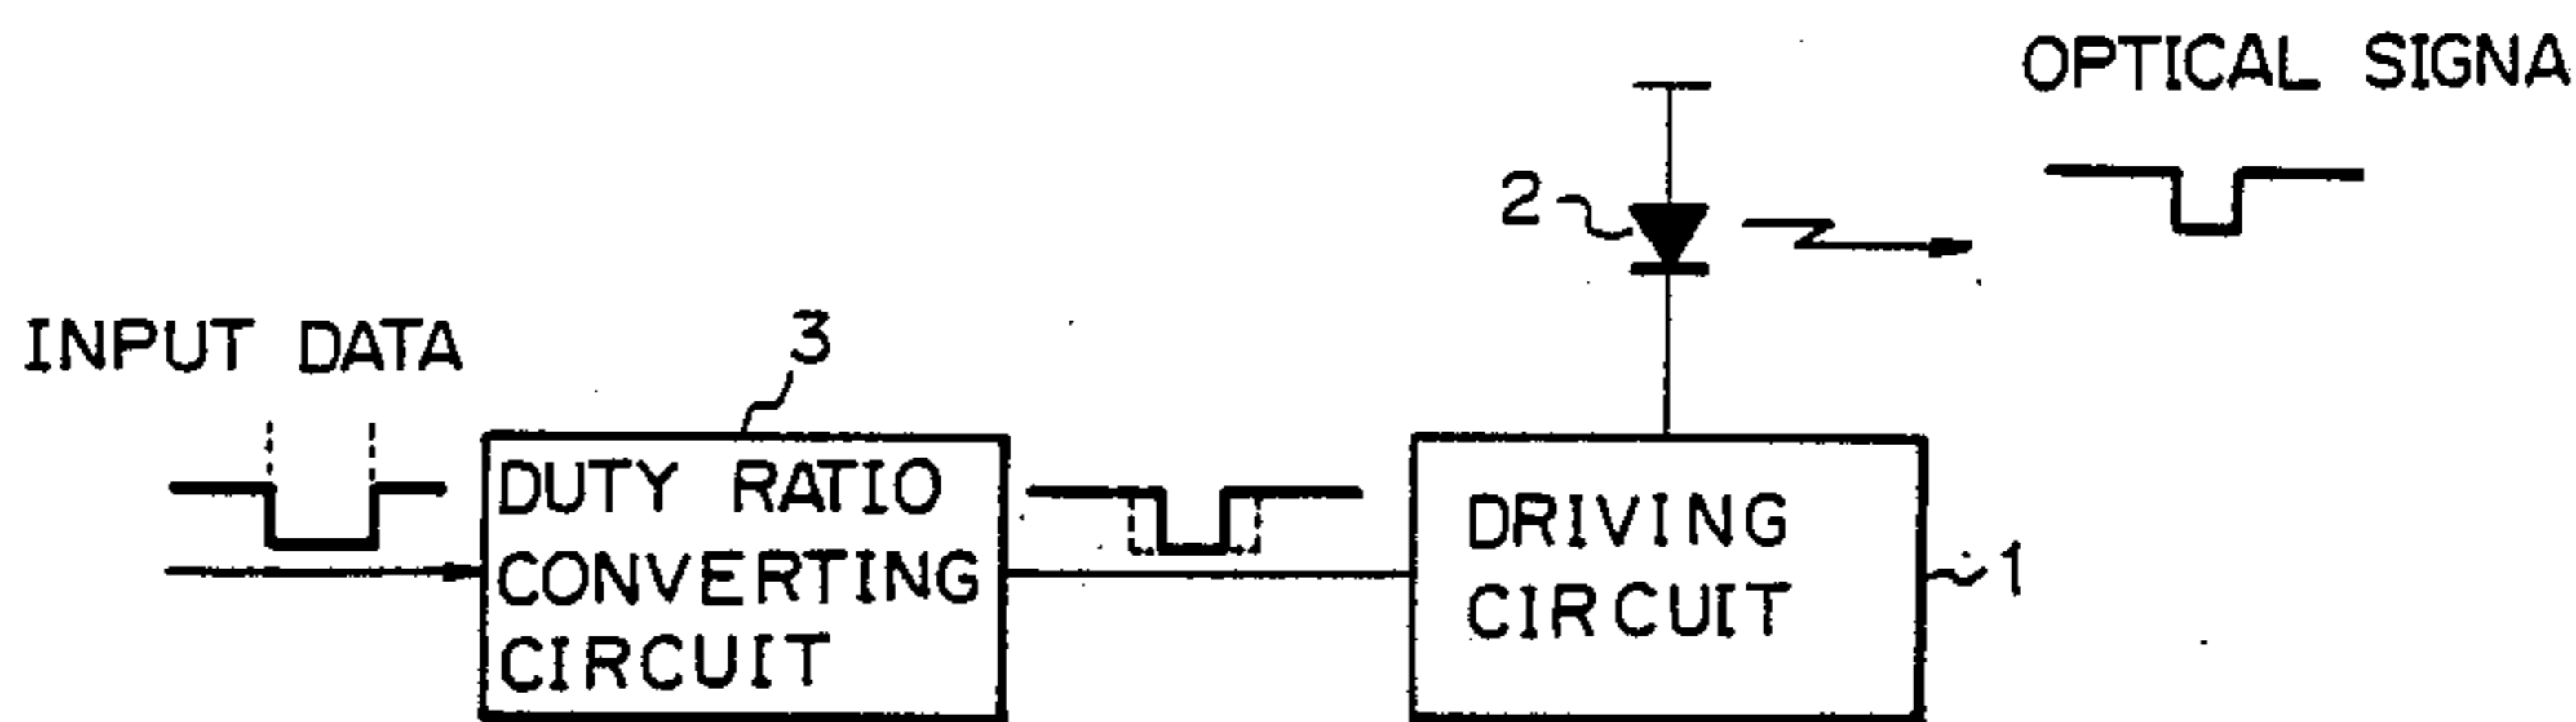 OPTICAL SIGNA
2
INPUT DATA
3
DUTY RATIO
CONVERTING
CIRCUIT
DRIVING
CIRCUIT
1